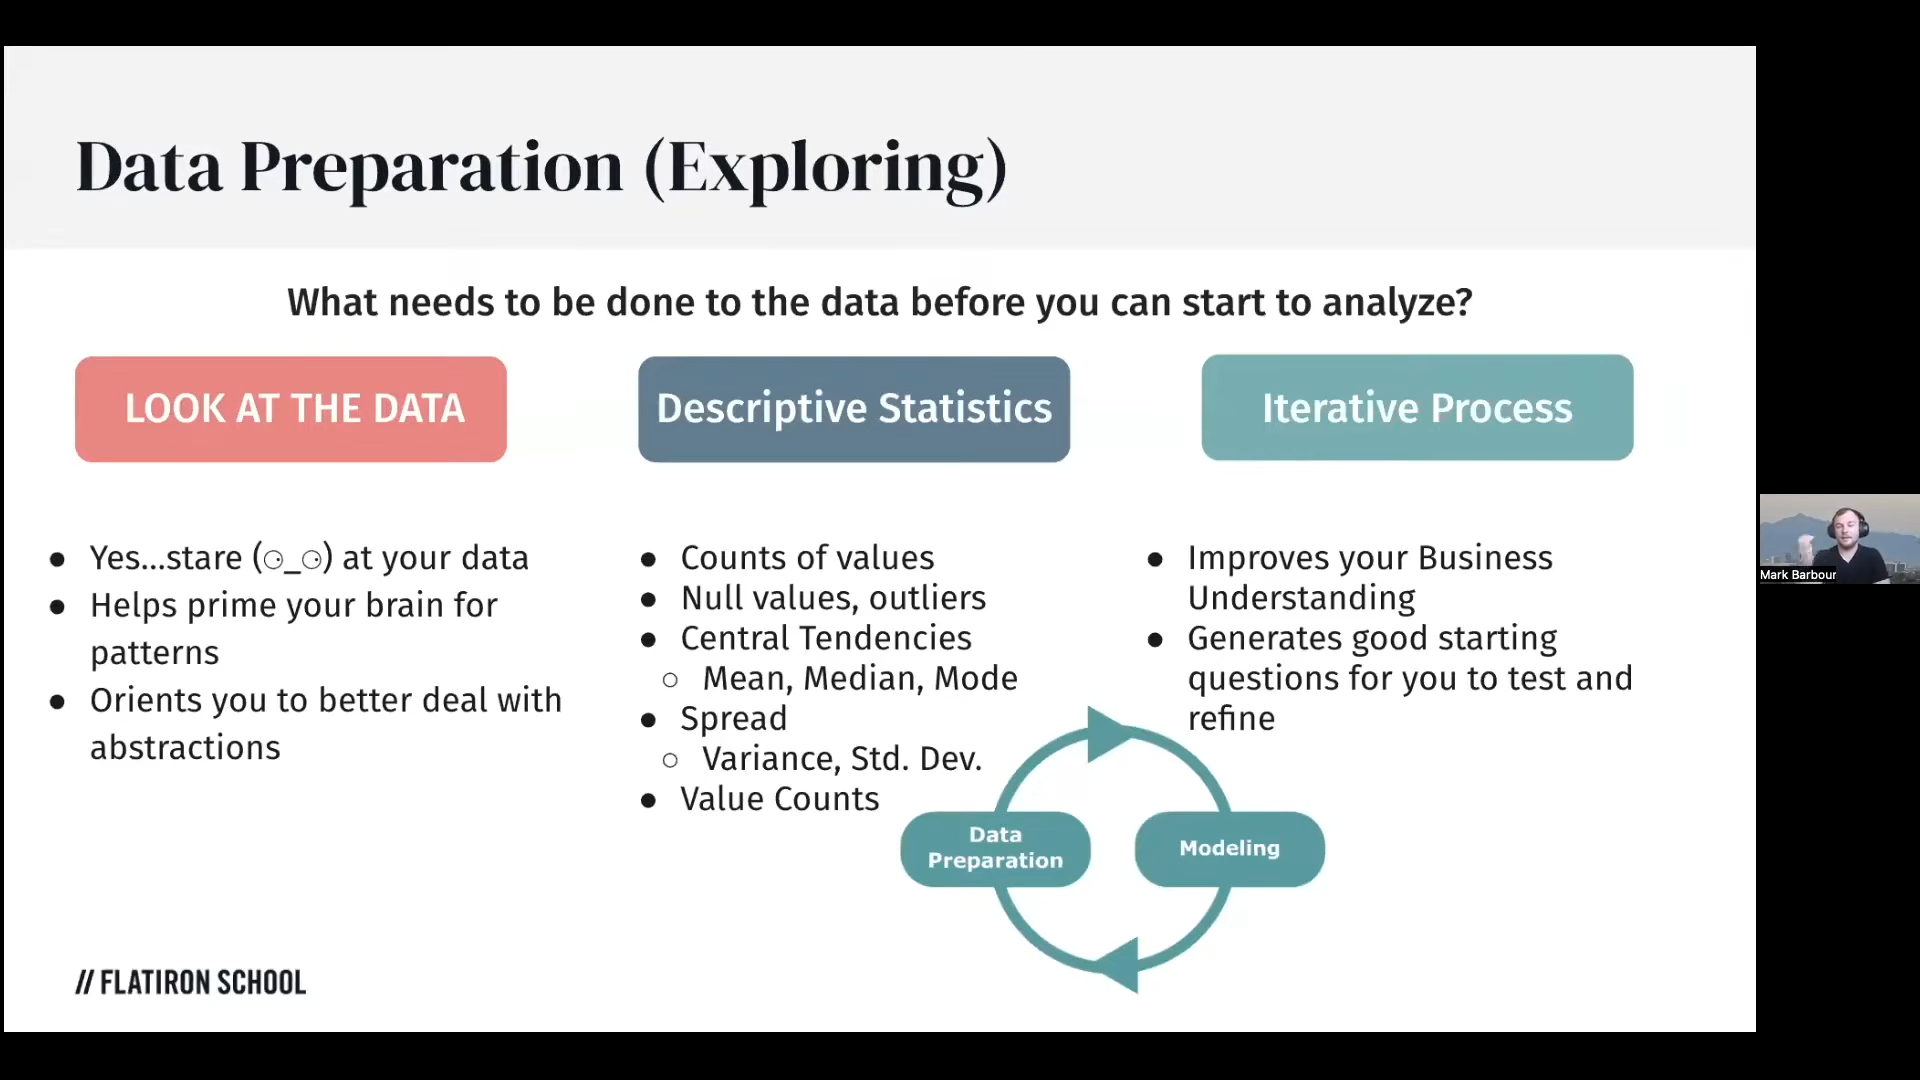 Data Preparation (Exploring)
What needs to be done to the data before you can start to analyze?
LOOK AT THE DATA
● Yes...stare (⚆_⚆) at your data
● Helps prime your brain for
patterns
● Orients you to better deal with
abstractions
Descriptive Statistics
● Counts of values
● Null values, outliers
● Central Tendencies
○ Mean, Median, Mode
● Spread
○ Variance, Std. Dev.
● Value Counts
Iterative Process
● Improves your Business
Understanding
● Generates good starting
questions for you to test and
refine
Data
Preparation
Modeling
// FLATIRON SCHOOL
Mark Barbour